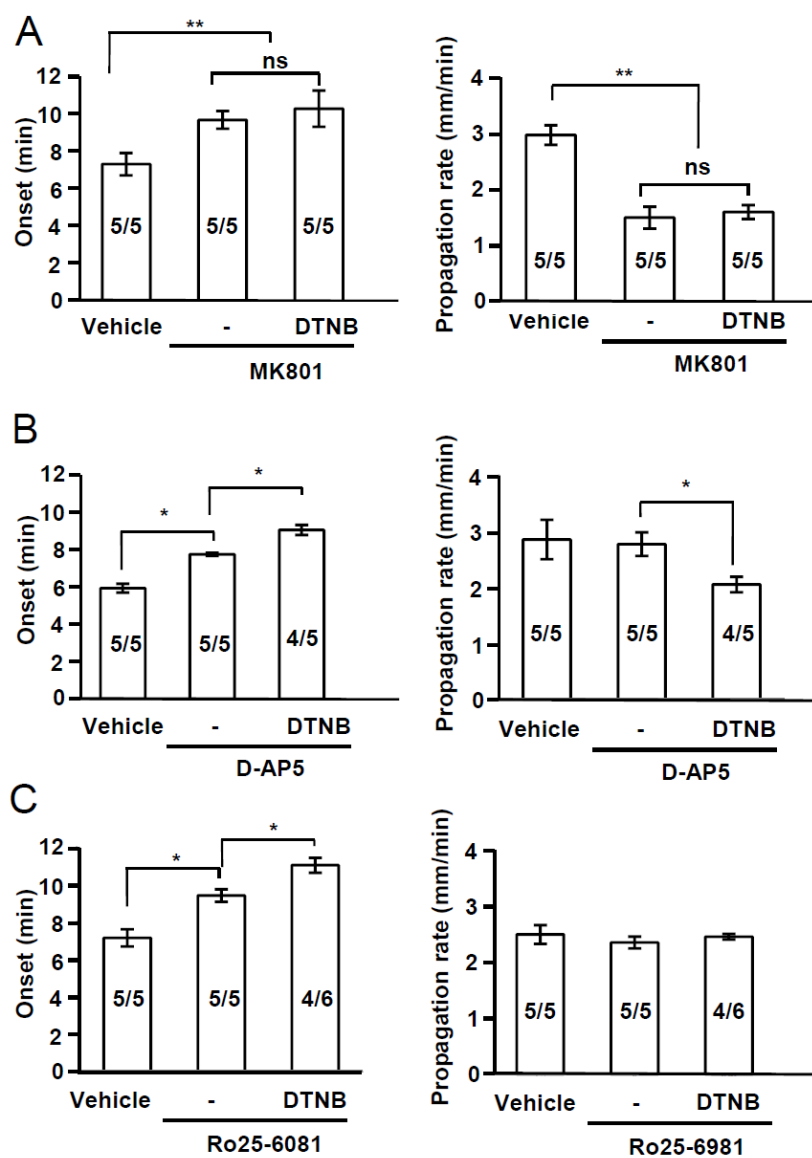 A
**
ns
Onset (min)
12
10
8
6
4
2
0
5/5
5/5
5/5
Vehicle
-
DTNB
MK801
Propagation rate (mm/min)
4
3
2
1
0
**
ns
5/5
5/5
5/5
Vehicle
-
DTNB
MK801
B
Onset (min)
12
10
8
6
4
2
0
*
*
5/5
5/5
4/5
Vehicle
-
DTNB
D-AP5
Propagation rate (mm/min)
4
3
2
1
0
*
5/5
5/5
4/5
Vehicle
-
DTNB
D-AP5
C
Onset (min)
12
10
8
6
4
2
0
*
*
5/5
5/5
4/6
Vehicle
-
DTNB
Ro25-6081
Propagation rate (mm/min)
4
3
2
1
0
5/5
5/5
4/6
Vehicle
-
DTNB
Ro25-6981